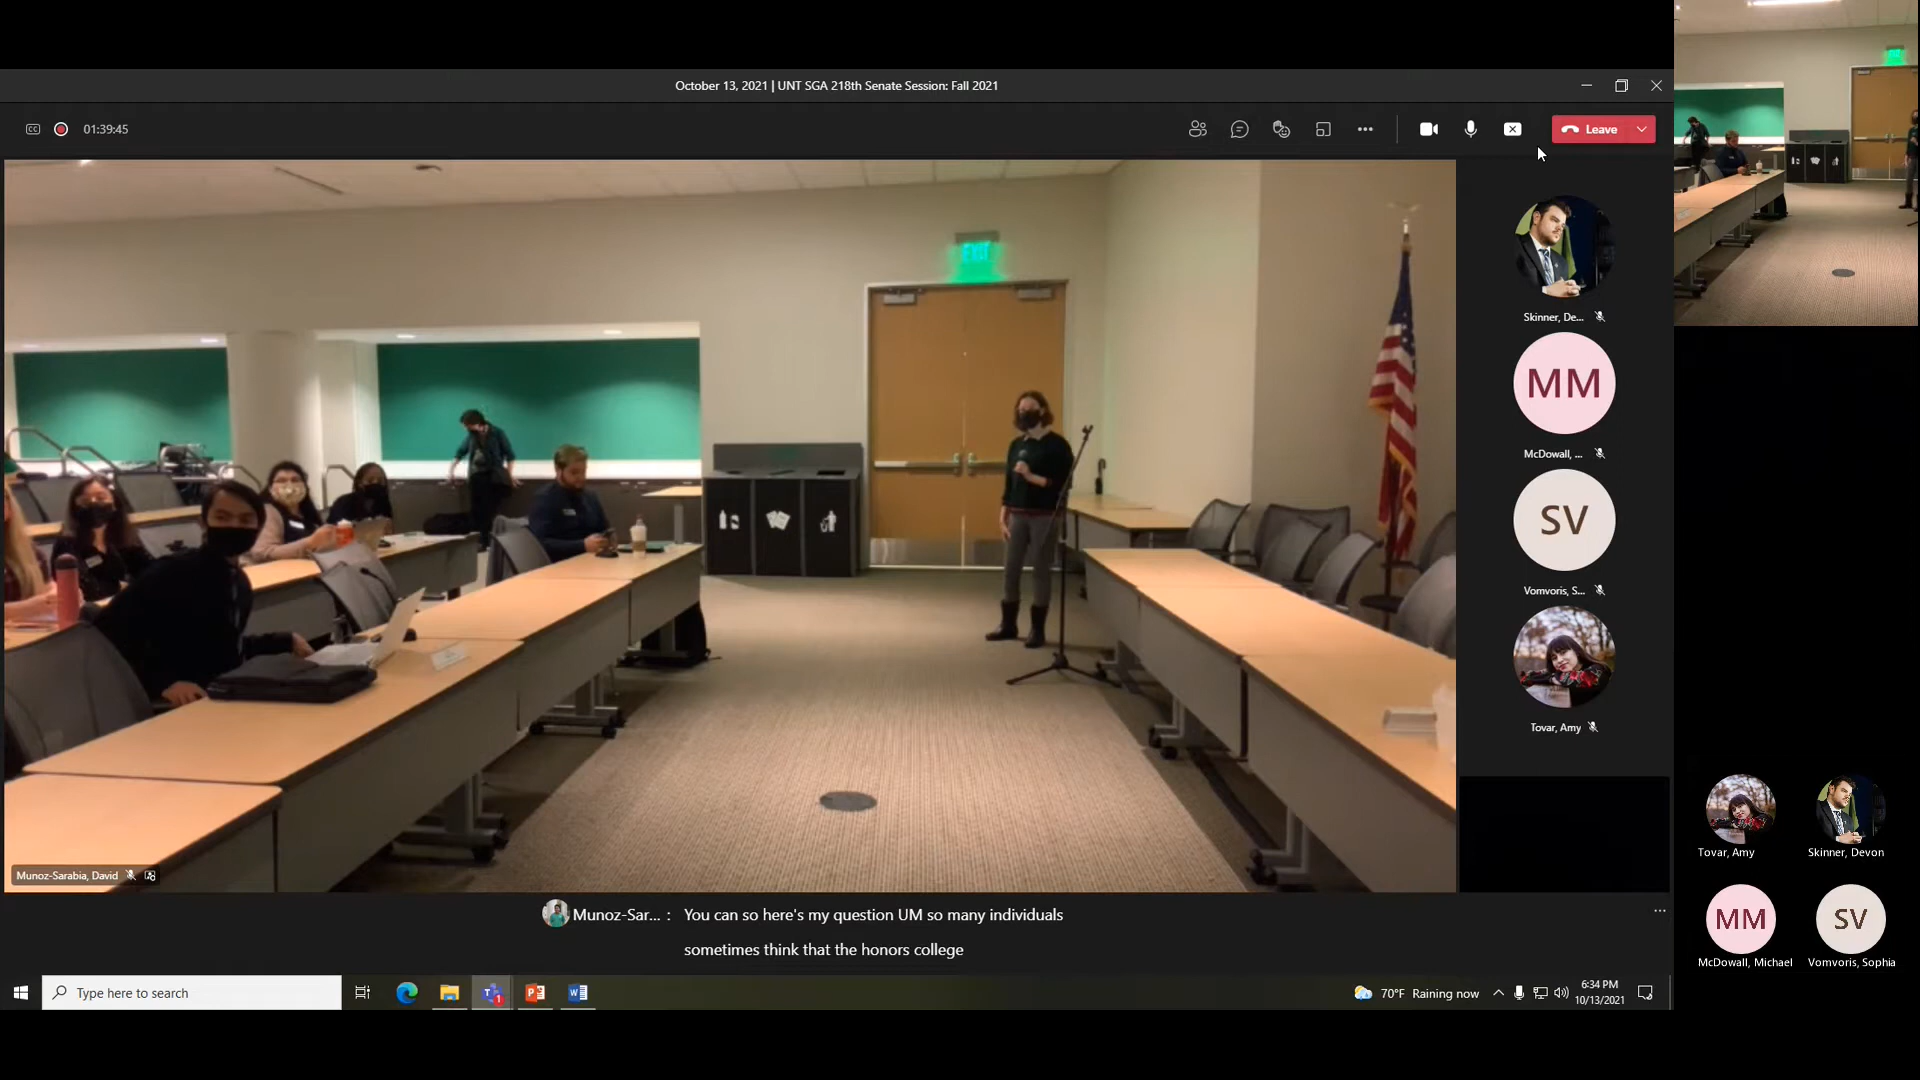 October 13, 2021 | UNT SGA 218th Senate Session: Fall 2021
CC
01:39:45
Leave
EXIT
Skinner, De...
MM
McDowall, ...
SV
Vomvoris, S...
Tovar, Amy
Munoz-Sarabia, David
Munoz-Sar... : You can so here's my question UM so many individuals
sometimes think that the honors college
Tovar, Amy
Skinner, Devon
MM
SV
McDowall, Michael
Vomvoris, Sophia
Type here to search
1
70°F Raining now
6:34 PM
10/13/2021